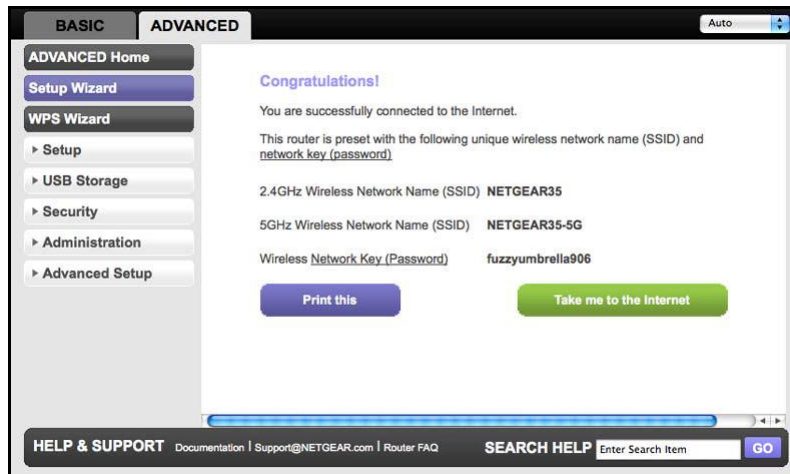 BASIC ADVANCED Auto
ADVANCED Home
Setup Wizard
WPS Wizard
Setup
USB Storage
Security
Administration
Advanced Setup
Congratulations!
You are successfully connected to the Internet.
This router is preset with the following unique wireless network name (SSID) and
network key (password)
2.4GHz Wireless Network Name (SSID) NETGEAR35
5GHz Wireless Network Name (SSID) NETGEAR35-5G
Wireless Network Key (Password) fuzzyumbrella906
Print this Take me to the Internet
HELP & SUPPORT Documentation | Support@NETGEAR.com | Router FAQ SEARCH HELP Enter Search Item GO